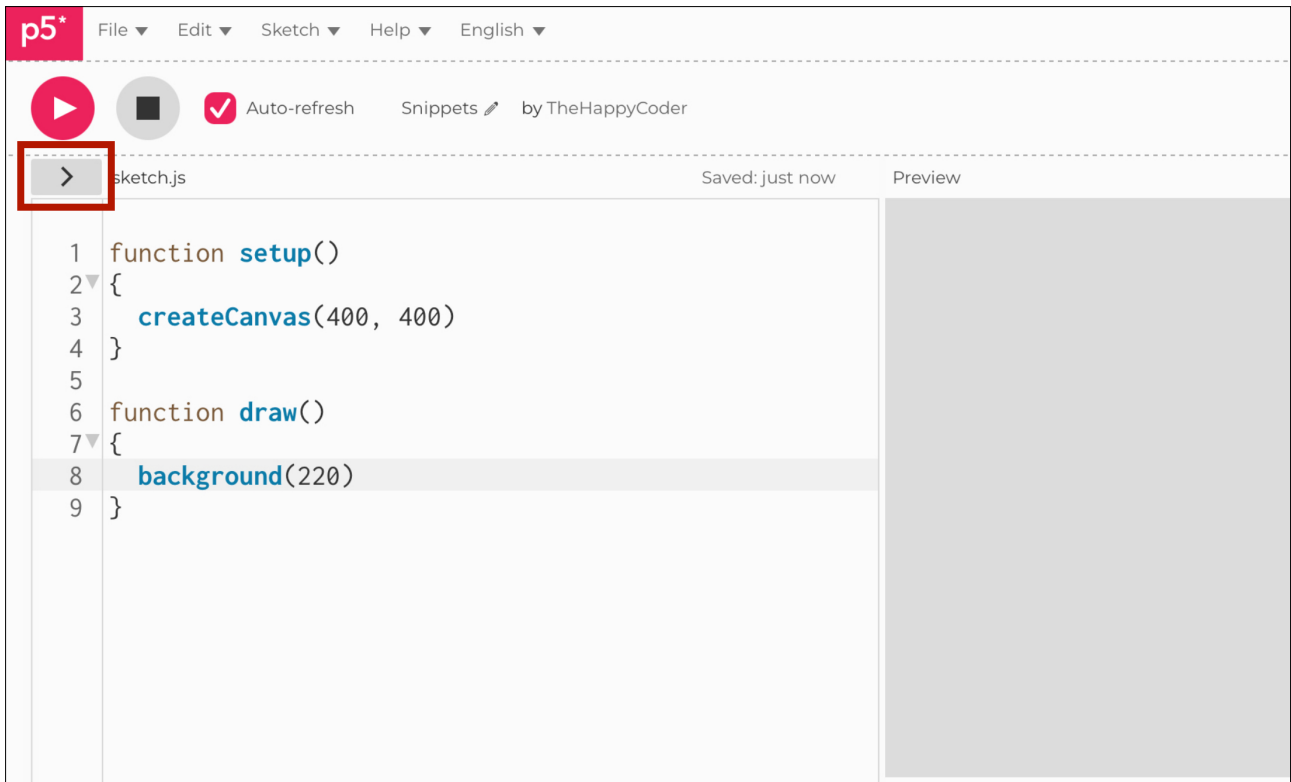 p5* File Edit Sketch Help English
Auto-refresh Snippets by TheHappyCoder
> sketch.js Saved: just now Preview
1 function setup()
2 {
3 createCanvas(400, 400)
4 }
5
6 function draw()
7 {
8 background(220)
9 }